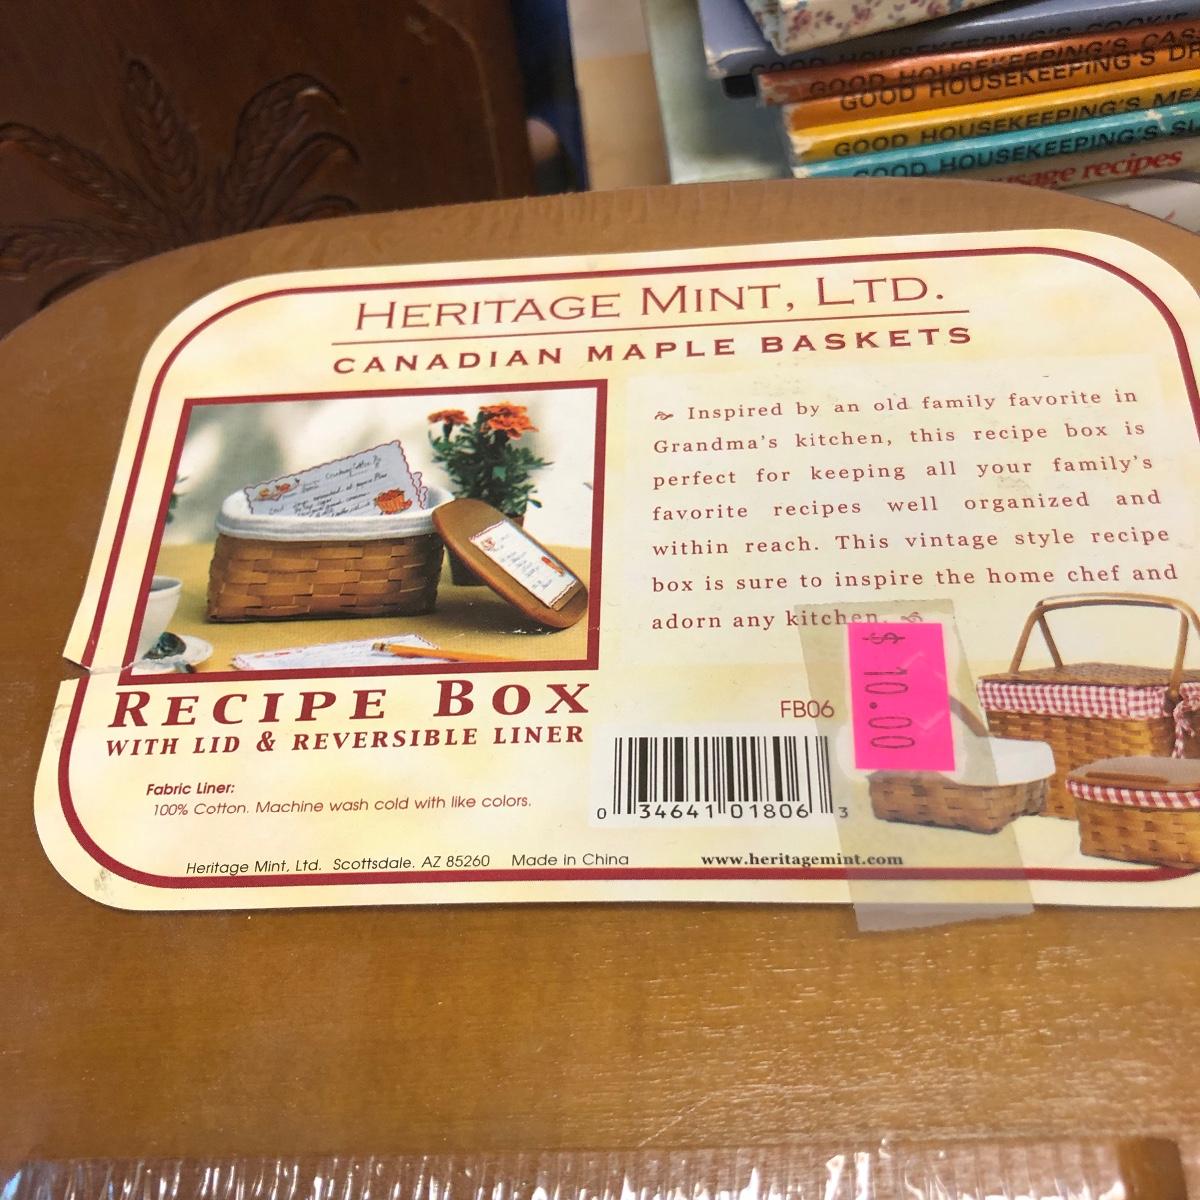 GOOD HOUSEKEEPING'S
GOOD HOUSEKEEPING'S
GOOD HOUSEKEEPING'S
GOOD HOUSEKEEPING'S
GOOD HOUSEKEEPING'S
recipes
HERITAGE MINT, LTD.
CANADIAN MAPLE BASKETS
Inspired by an old family favorite in
Grandma's kitchen, this recipe box is
perfect for keeping all your family's
favorite recipes well organized and
within reach. This vintage style recipe
box is sure to inspire the home chef and
adorn any kitchen.
RECIPE BOX
WITH LID & REVERSIBLE LINER
Fabric Liner:
100% Cotton. Machine wash cold with like colors.
FB06
$ 10.00
0 34641 01806 3
Heritage Mint, Ltd. Scottsdale, AZ 85260 Made in China
www.heritagemint.com